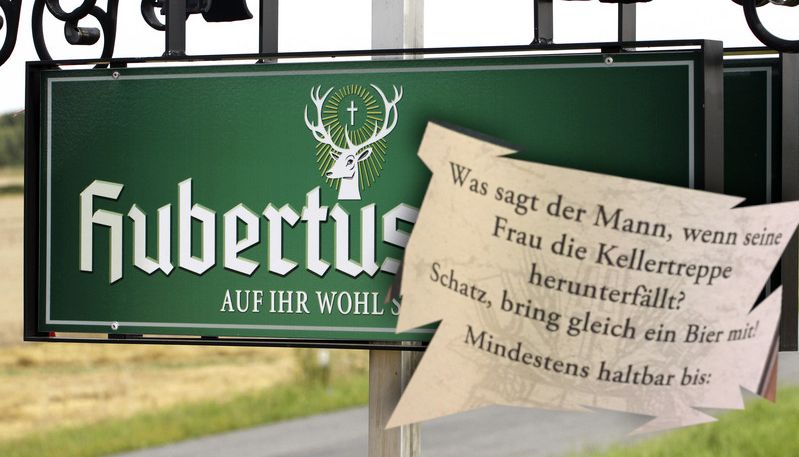 Hubertus
AUF IHR WOHL
Was sagt der Mann, wenn seine
Frau die Kellertreppe
herunterfällt?
Schatz, bring gleich ein Bier mit!
Mindestens haltbar bis: